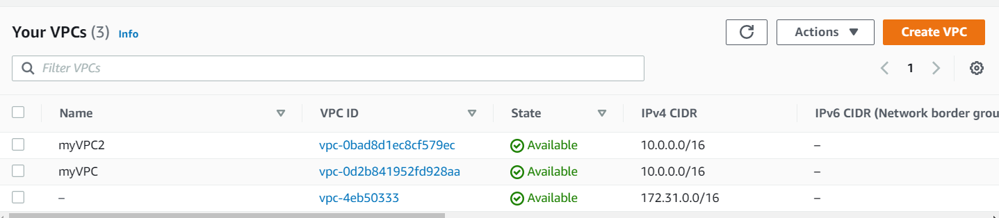 Your VPCs (3) Info
Actions
Create VPC
Filter VPCs
1
Name VPC ID State IPv4 CIDR IPv6 CIDR (Network border grou
myVPC2 vpc-0bad8d1ec8cf579ec Available 10.0.0.0/16 –
myVPC vpc-0d2b841952fd928aa Available 10.0.0.0/16 –
– vpc-4eb50333 Available 172.31.0.0/16 –